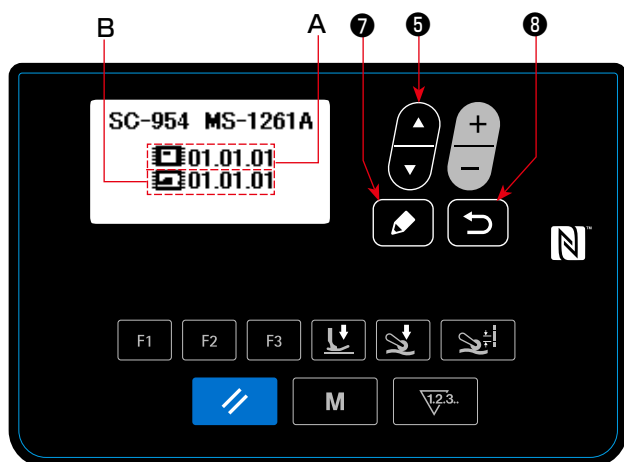 B A ❼ ❺ ❽
SC-954 MS-1261A
01.01.01
01.01.01
+
−
N™
F1 F2 F3
M 1.2.3..